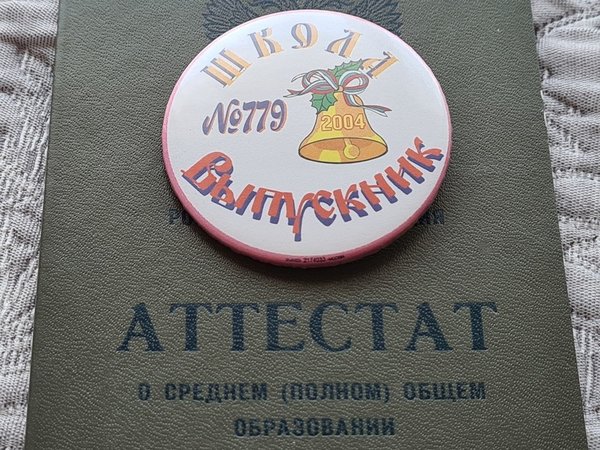 ШКОЛА
№779
2004
Выпускник
АТТЕСТАТ
О СРЕДНЕМ (ПОЛНОМ) ОБЩЕМ
ОБРАЗОВАНИИ